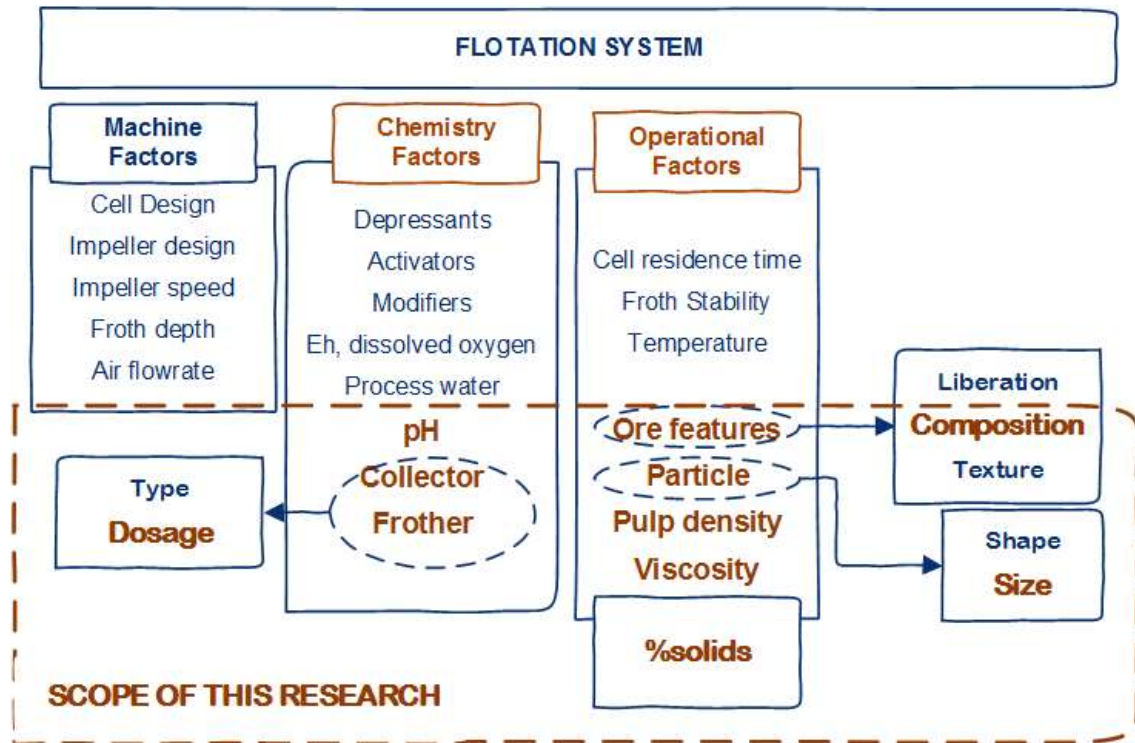 FLOTATION SYSTEM
Machine
Factors
Cell Design
Impeller design
Impeller speed
Froth depth
Air flowrate
Chemistry
Factors
Depressants
Activators
Modifiers
Eh, dissolved oxygen
Process water
pH
Collector
Frother
Type
Dosage
Operational
Factors
Cell residence time
Froth Stability
Temperature
Ore features
Particle
Pulp density
Viscosity
%solids
Liberation
Composition
Texture
Shape
Size
SCOPE OF THIS RESEARCH